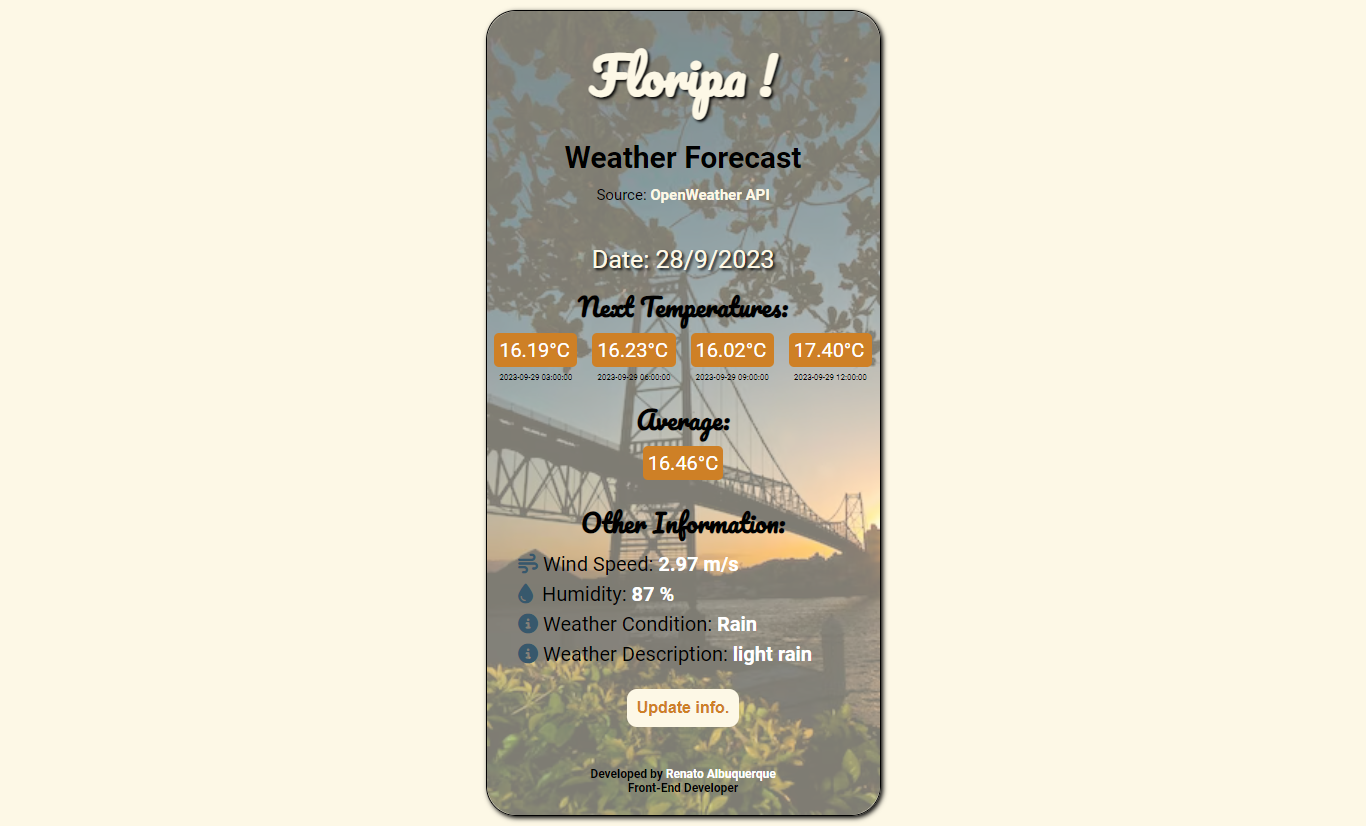 Floripa !
Weather Forecast
Source: OpenWeather API
Date: 28/9/2023
Next Temperatures:
16.19°C 16.23°C 16.02°C 17.40°C
2023-09-29 03:00:00 2023-09-29 06:00:00 2023-09-29 09:00:00 2023-09-29 12:00:00
Average:
16.46°C
Other Information:
Wind Speed: 2.97 m/s
Humidity: 87 %
Weather Condition: Rain
Weather Description: light rain
Update info.
Developed by Renato Albuquerque
Front-End Developer